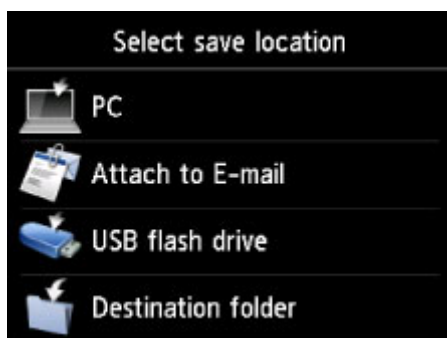 Select save location
PC
Attach to E-mail
USB flash drive
Destination folder